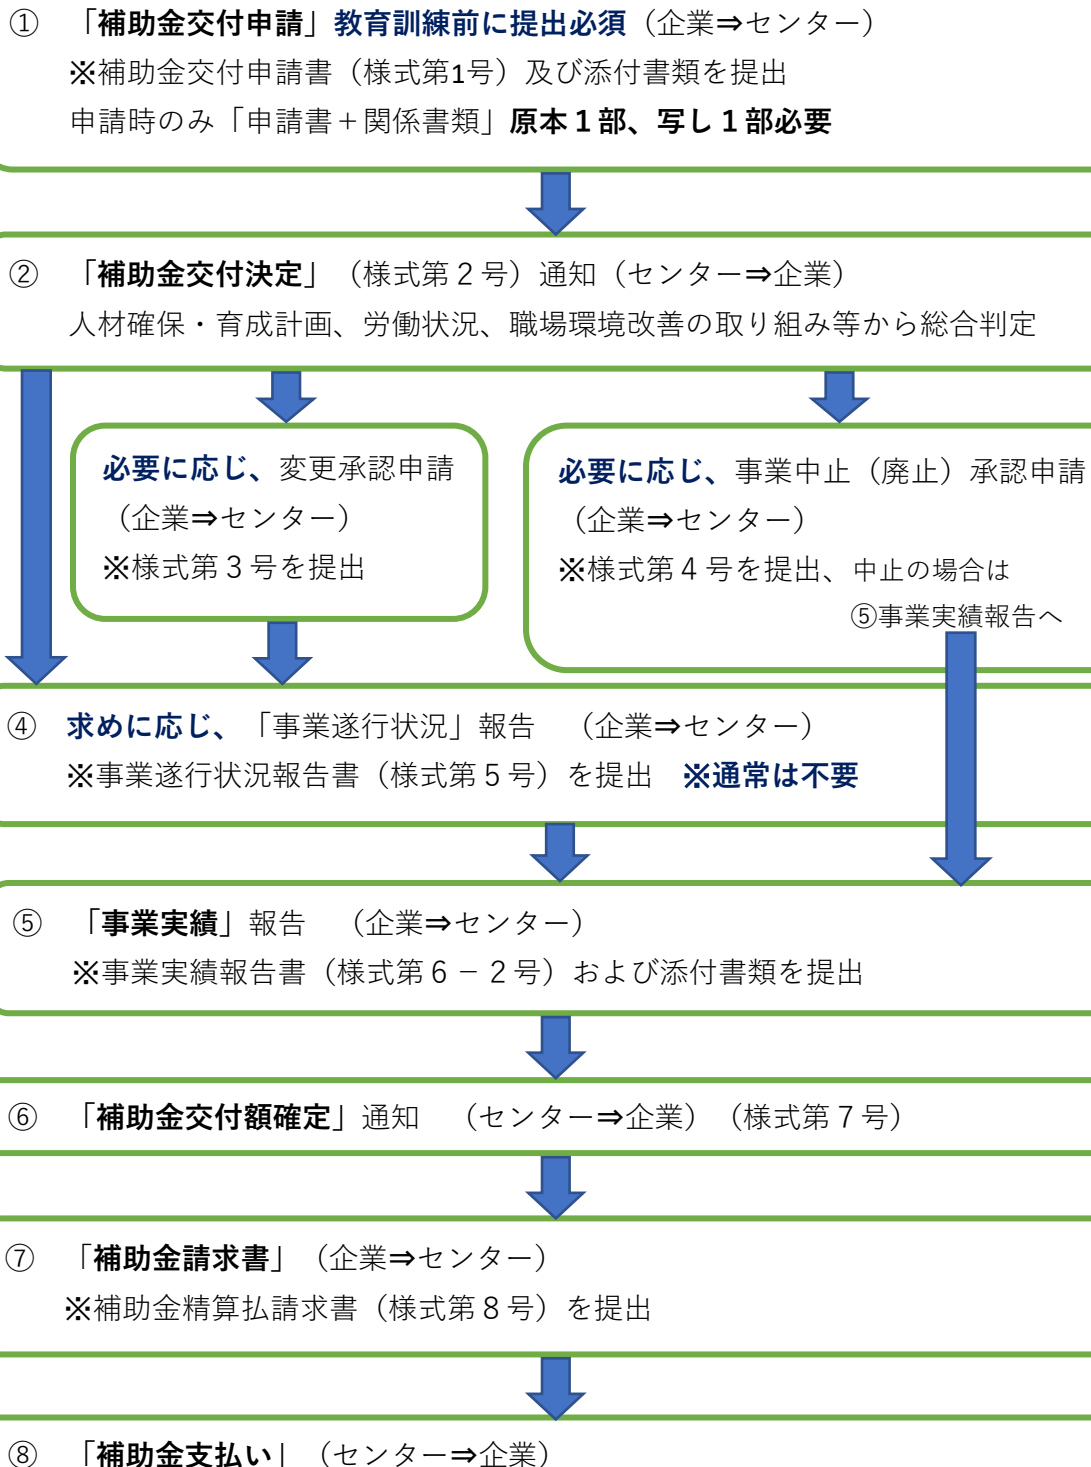 ① 「補助金交付申請」教育訓練前に提出必須（企業⇒センター）
※補助金交付申請書（様式第1号）及び添付書類を提出
申請時のみ「申請書＋関係書類」原本１部、写し１部必要
② 「補助金交付決定」（様式第２号）通知（センター⇒企業）
人材確保・育成計画、労働状況、職場環境改善の取り組み等から総合判定
必要に応じ、変更承認申請
（企業⇒センター）
※様式第３号を提出
必要に応じ、事業中止（廃止）承認申請
（企業⇒センター）
※様式第４号を提出、中止の場合は
⑤事業実績報告へ
④ 求めに応じ、「事業遂行状況」報告 （企業⇒センター）
※事業遂行状況報告書（様式第５号）を提出 ※通常は不要
⑤ 「事業実績」報告 （企業⇒センター）
※事業実績報告書（様式第６－２号）および添付書類を提出
⑥ 「補助金交付額確定」通知 （センター⇒企業）（様式第７号）
⑦ 「補助金請求書」（企業⇒センター）
※補助金精算払請求書（様式第８号）を提出
⑧ 「補助金支払い」（センター⇒企業）